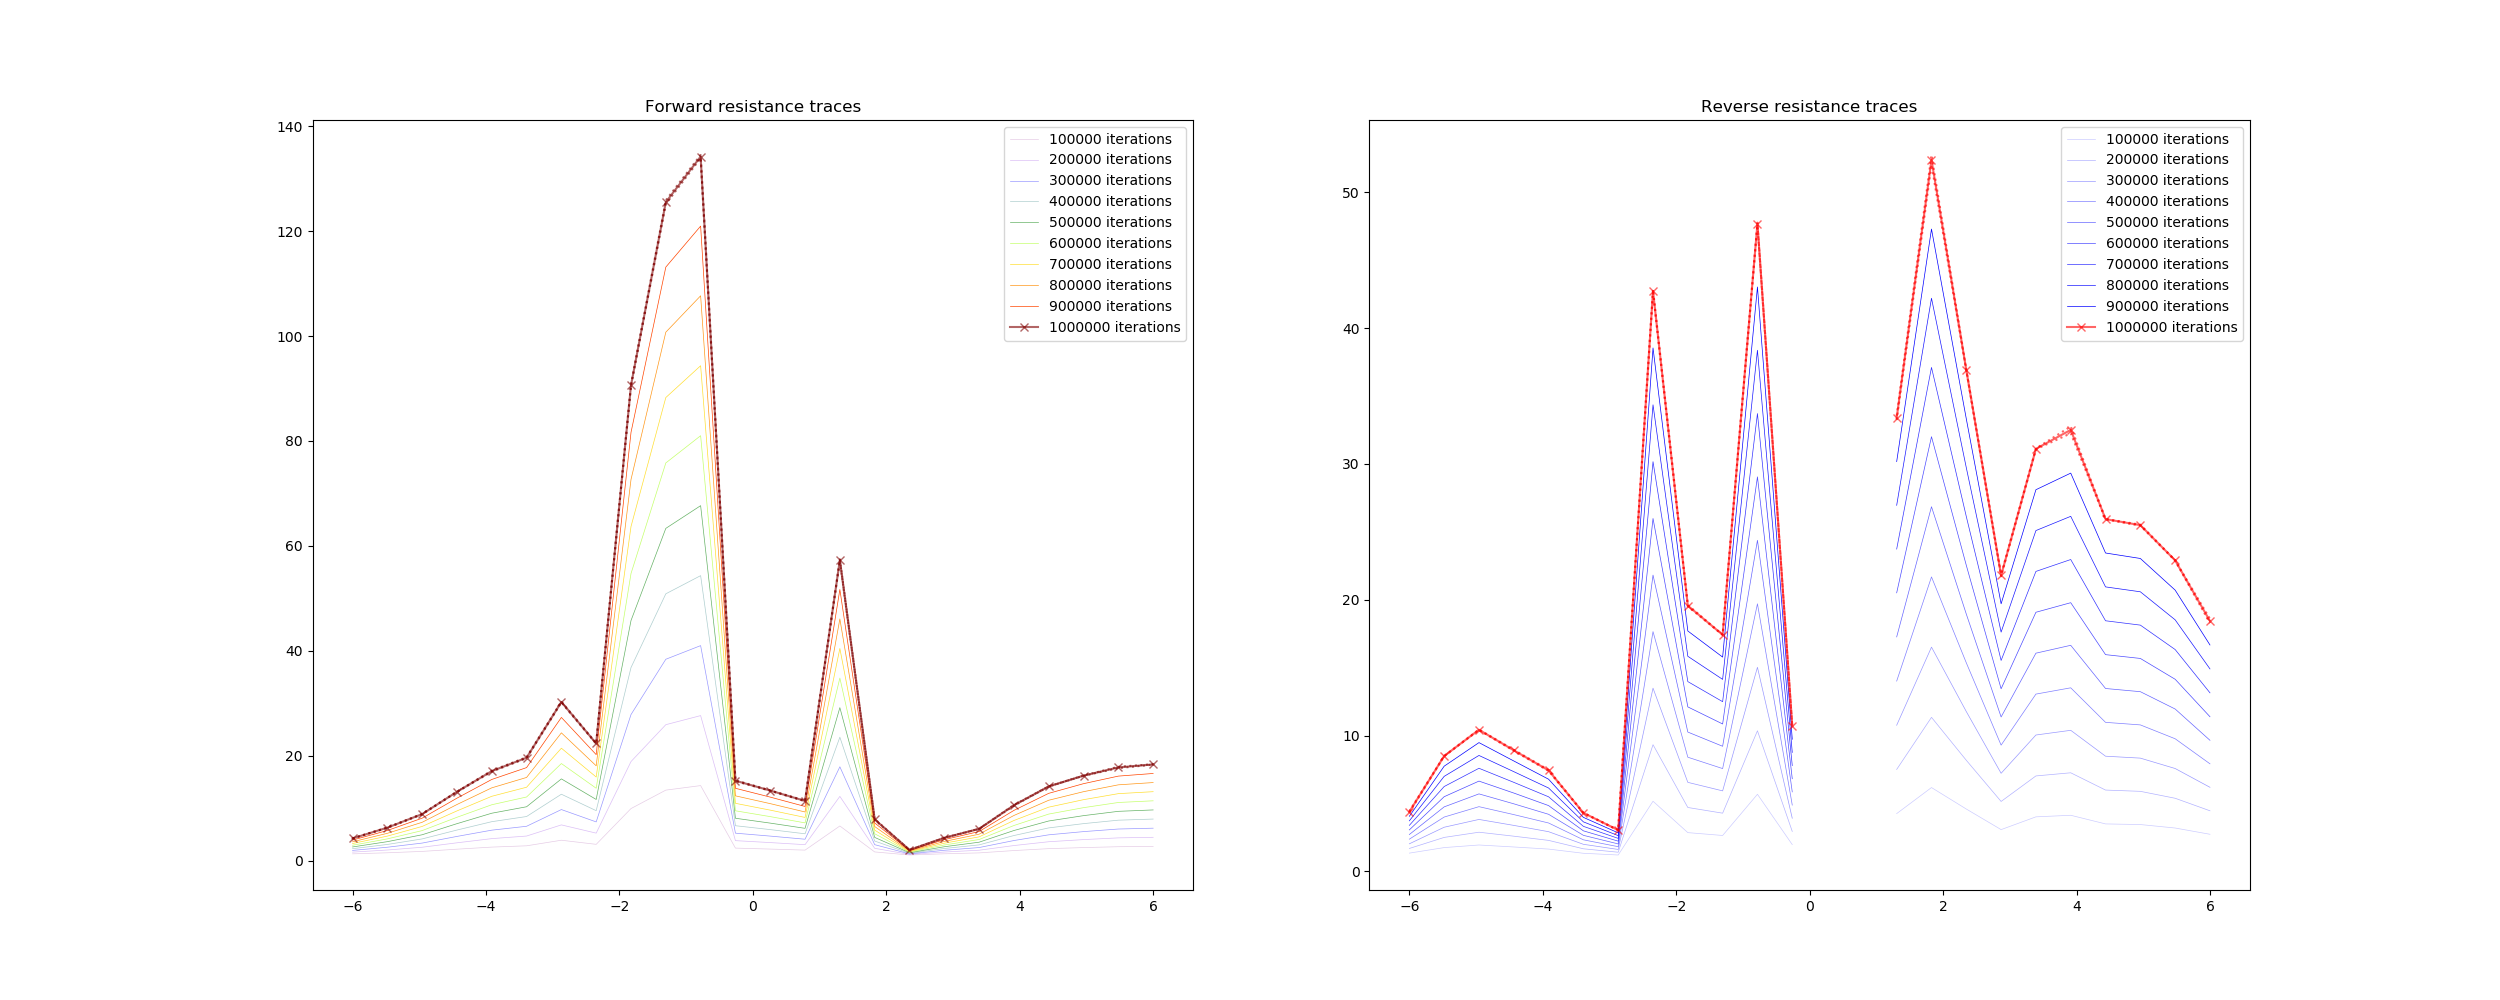 Forward resistance traces
140
120
100
80
60
40
20
0
−6
−4
−2
0
2
4
6
100000 iterations
200000 iterations
300000 iterations
400000 iterations
500000 iterations
600000 iterations
700000 iterations
800000 iterations
900000 iterations
1000000 iterations
Reverse resistance traces
50
40
30
20
10
0
−6
−4
−2
0
2
4
6
100000 iterations
200000 iterations
300000 iterations
400000 iterations
500000 iterations
600000 iterations
700000 iterations
800000 iterations
900000 iterations
1000000 iterations